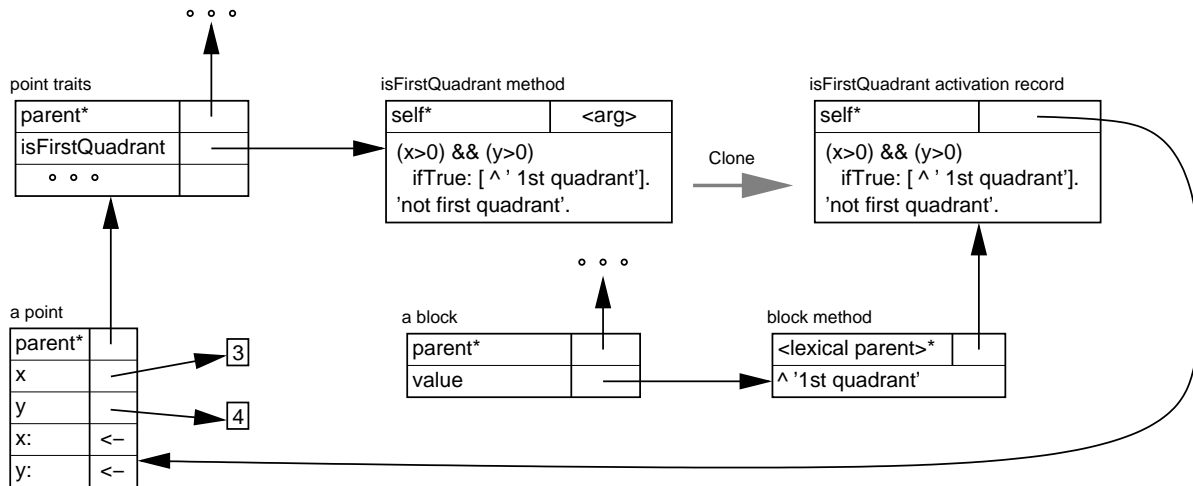 point traits
parent*
isFirstQuadrant
isFirstQuadrant method
self*
<arg>
(x>0) && (y>0)
ifTrue: [ ^ ' 1st quadrant'].
'not first quadrant'.
Clone
isFirstQuadrant activation record
self*
(x>0) && (y>0)
ifTrue: [ ^ ' 1st quadrant'].
'not first quadrant'.
a point
parent*
x
3
y
4
x:
<–
y:
<–
a block
parent*
value
block method
<lexical parent>*
^ '1st quadrant'